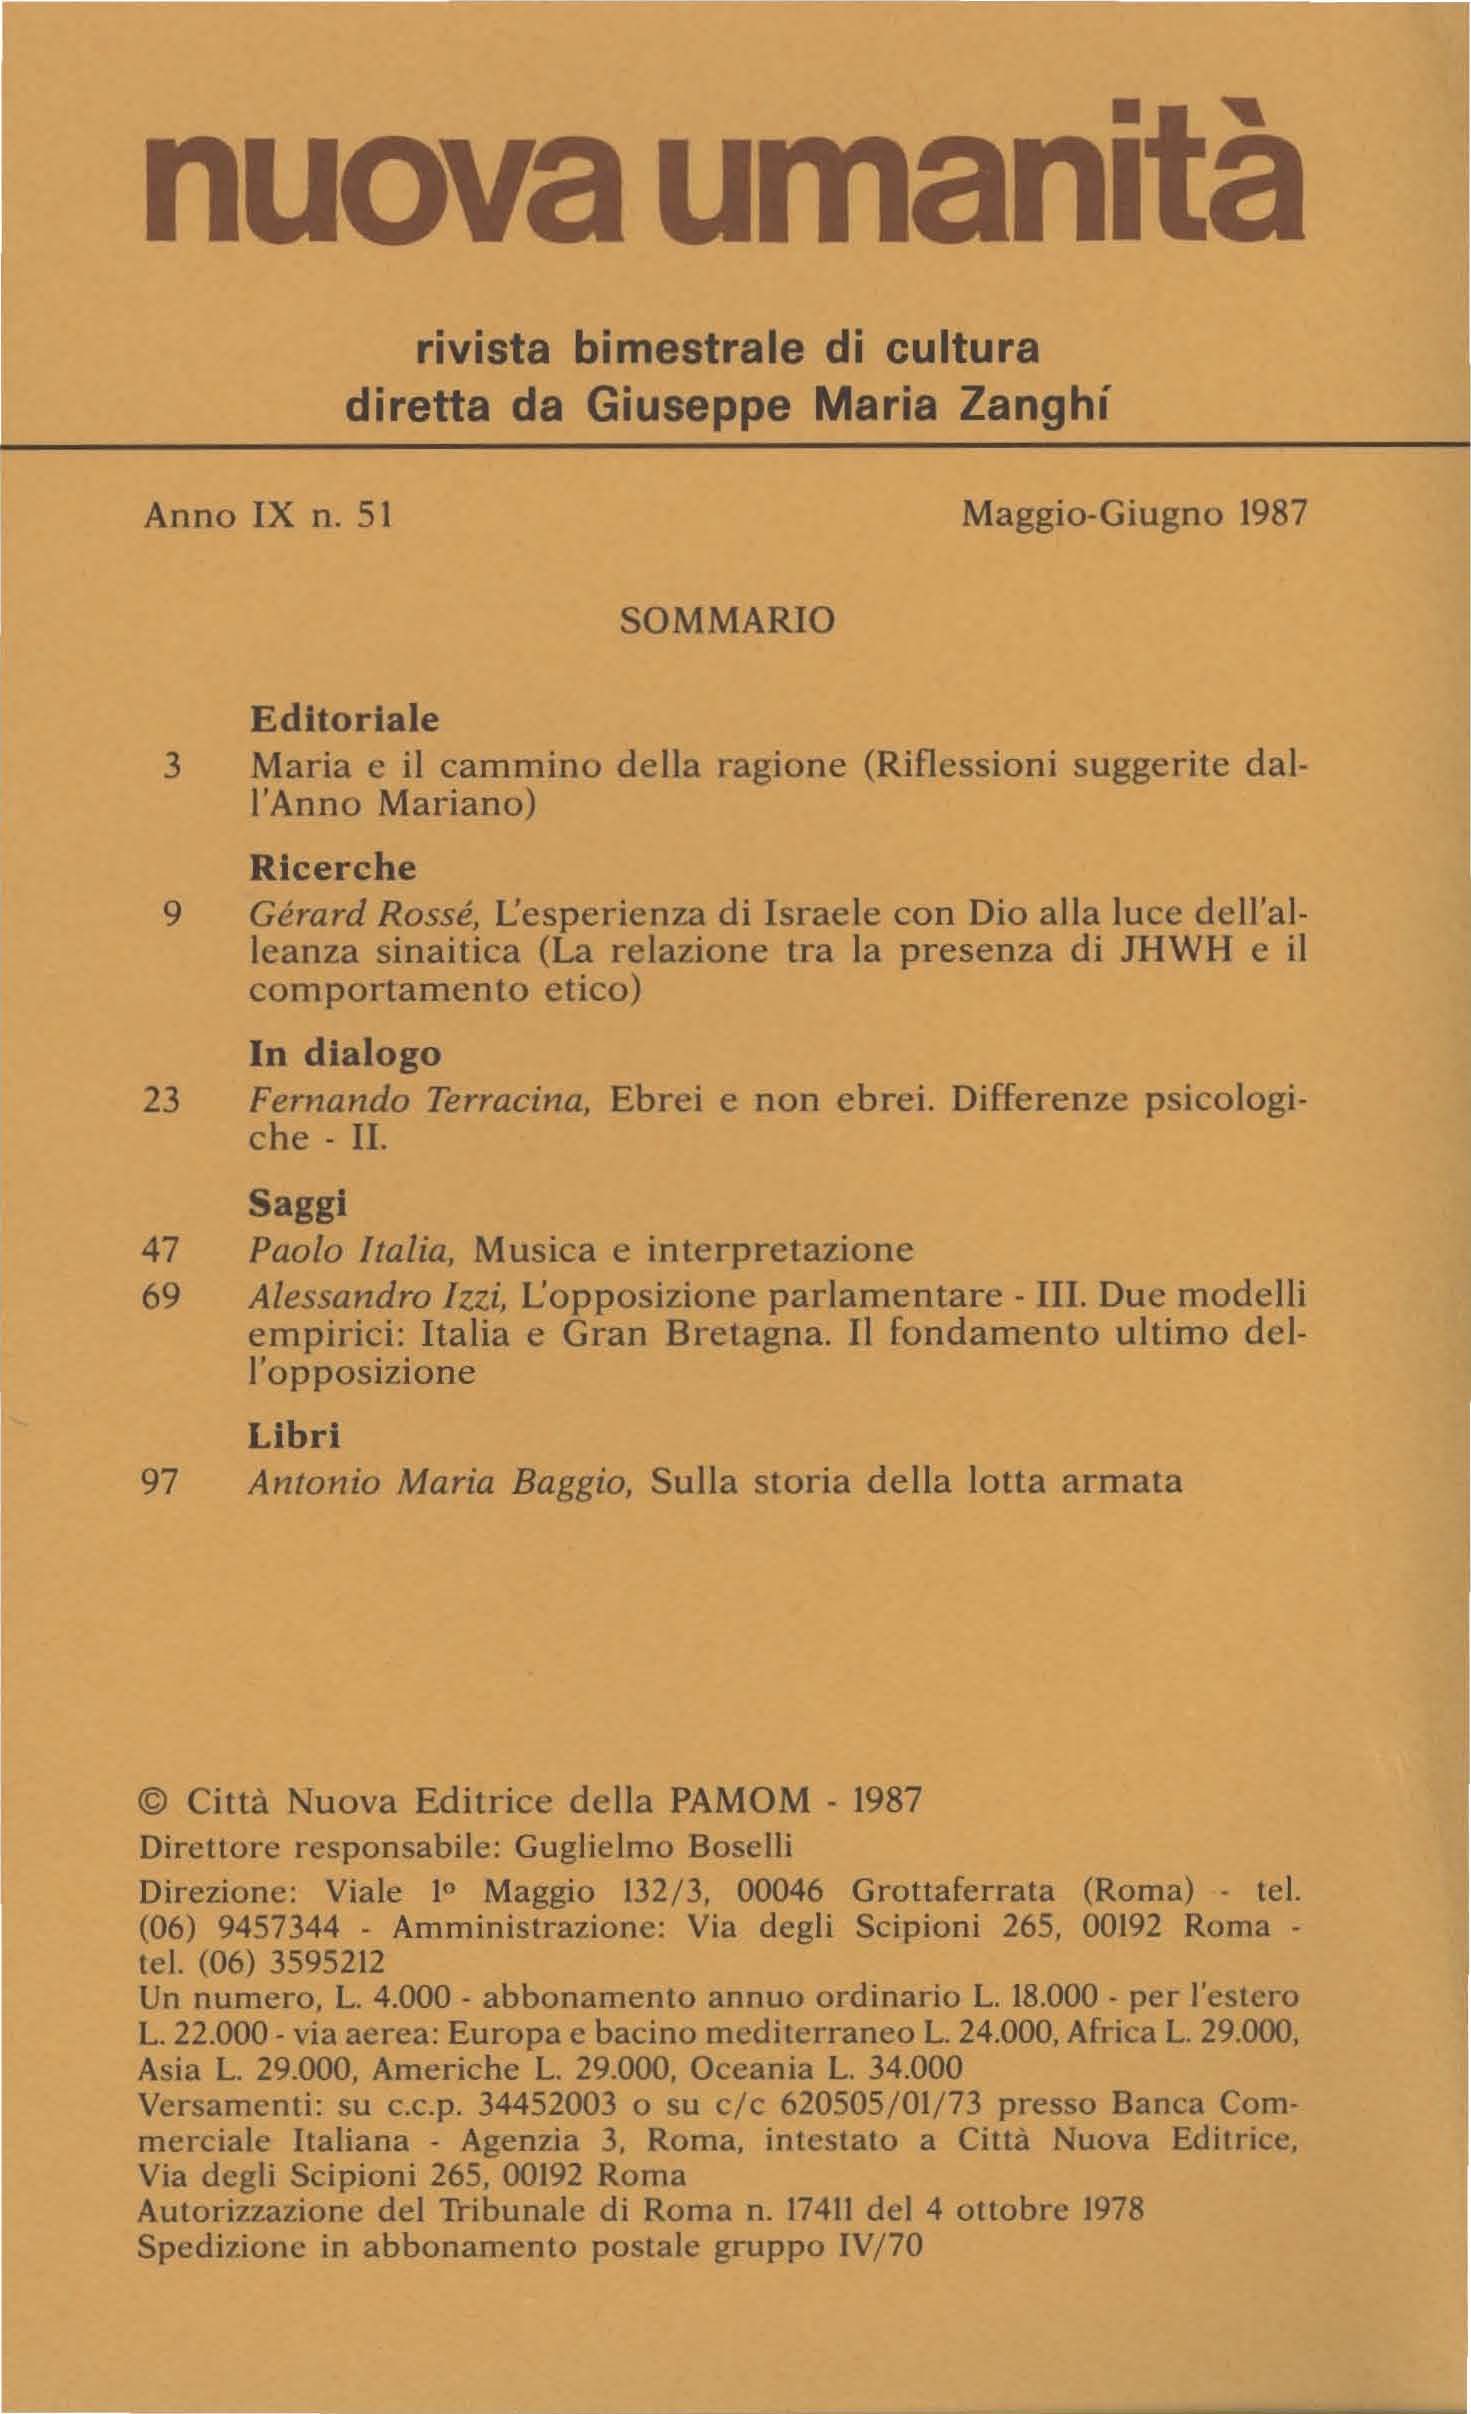 nuova umanità
rivista bimestrale di cultura
diretta da Giuseppe Maria Zanghí
Anno IX n. 51 Maggio-Giugno 1987
SOMMARIO
Editoriale
3 Maria e il cammino della ragione (Riflessioni suggerite dal-
l'Anno Mariano)
Ricerche
9 Gérard Rossé, L'esperienza di Israele con Dio alla luce dell'al-
leanza sinaitica (La relazione tra la presenza di JHWH e il
comportamento etico)
In dialogo
23 Fernando Terracina, Ebrei e non ebrei. Differenze psicologi-
che - II.
Saggi
47 Paolo Italia, Musica e interpretazione
69 Alessandro Izzi, L'opposizione parlamentare - III. Due modelli
empirici: Italia e Gran Bretagna. Il fondamento ultimo del-
l'opposizione
Libri
97 Antonio Maria Baggio, Sulla storia della lotta armata
© Città Nuova Editrice della PAMOM - 1987
Direttore responsabile: Guglielmo Boselli
Direzione: Viale 1º Maggio 132/3, 00046 Grottaferrata (Roma) - tel.
(06) 9457344 - Amministrazione: Via degli Scipioni 265, 00192 Roma -
tel. (06) 3595212
Un numero, L. 4.000 - abbonamento annuo ordinario L. 18.000 - per l'estero
L. 22.000 - via aerea: Europa e bacino mediterraneo L. 24.000, Africa L. 29.000,
Asia L. 29.000, Americhe L. 29.000, Oceania L. 34.000
Versamenti: su c.c.p. 34452003 o su c/c 620505/01/73 presso Banca Com-
merciale Italiana - Agenzia 3, Roma, intestato a Città Nuova Editrice,
Via degli Scipioni 265, 00192 Roma
Autorizzazione del Tribunale di Roma n. 17411 del 4 ottobre 1978
Spedizione in abbonamento postale gruppo IV/70